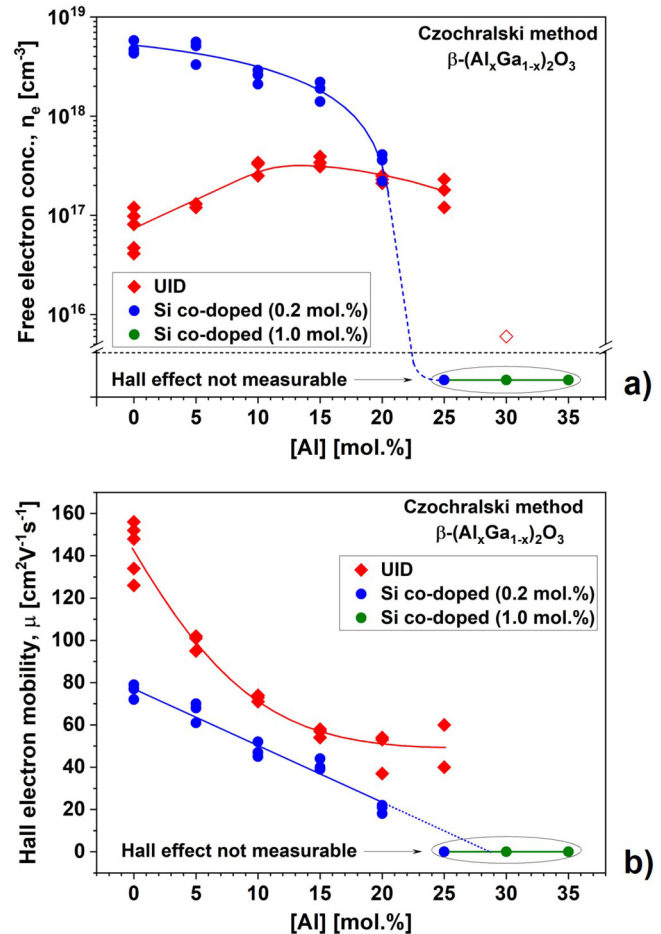 Czochralski method
β-(AlxGa1-x)2O3
Free electron conc., ne [cm-3]
10^19
10^18
10^17
10^16
UID
Si co-doped (0.2 mol.%)
Si co-doped (1.0 mol.%)
Hall effect not measurable
a)
0 5 10 15 20 25 30 35
[Al] [mol.%]
Czochralski method
β-(AlxGa1-x)2O3
Hall electron mobility, μ [cm2V-1s-1]
160
140
120
100
80
60
40
20
0
UID
Si co-doped (0.2 mol.%)
Si co-doped (1.0 mol.%)
Hall effect not measurable
b)
0 5 10 15 20 25 30 35
[Al] [mol.%]